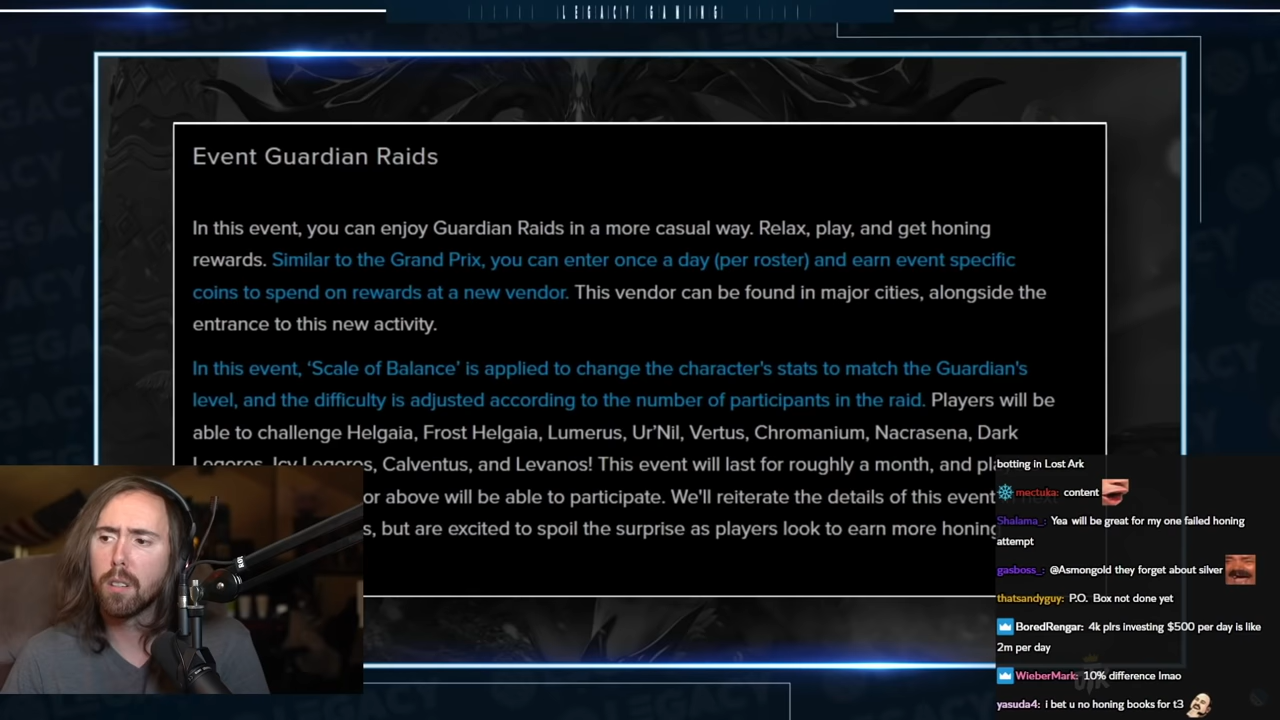 LEGACY GAMING
Event Guardian Raids
In this event, you can enjoy Guardian Raids in a more casual way. Relax, play, and get honing
rewards. Similar to the Grand Prix, you can enter once a day (per roster) and earn event specific
coins to spend on rewards at a new vendor. This vendor can be found in major cities, alongside the
entrance to this new activity.
In this event, ‘Scale of Balance’ is applied to change the character's stats to match the Guardian's
level, and the difficulty is adjusted according to the number of participants in the raid. Players will be
able to challenge Helgaia, Frost Helgaia, Lumerus, Ur’Nil, Vertus, Chromanium, Nacrasena, Dark
Legoros, Icy Legoros, Calventus, and Levanos! This event will last for roughly a month, and
or above will be able to participate. We'll reiterate the details of this event
but are excited to spoil the surprise as players look to earn more honing
botting in Lost Ark
mectuka: content
Shalama_: Yea will be great for my one failed honing
attempt
gasboss_: @Asmongold they forget about silver
thatsandyguy: P.O. Box not done yet
BoredRengar: 4k plrs investing $500 per day is like
2m per day
WieberMark: 10% difference lmao
yasuda4: i bet u no honing books for t3